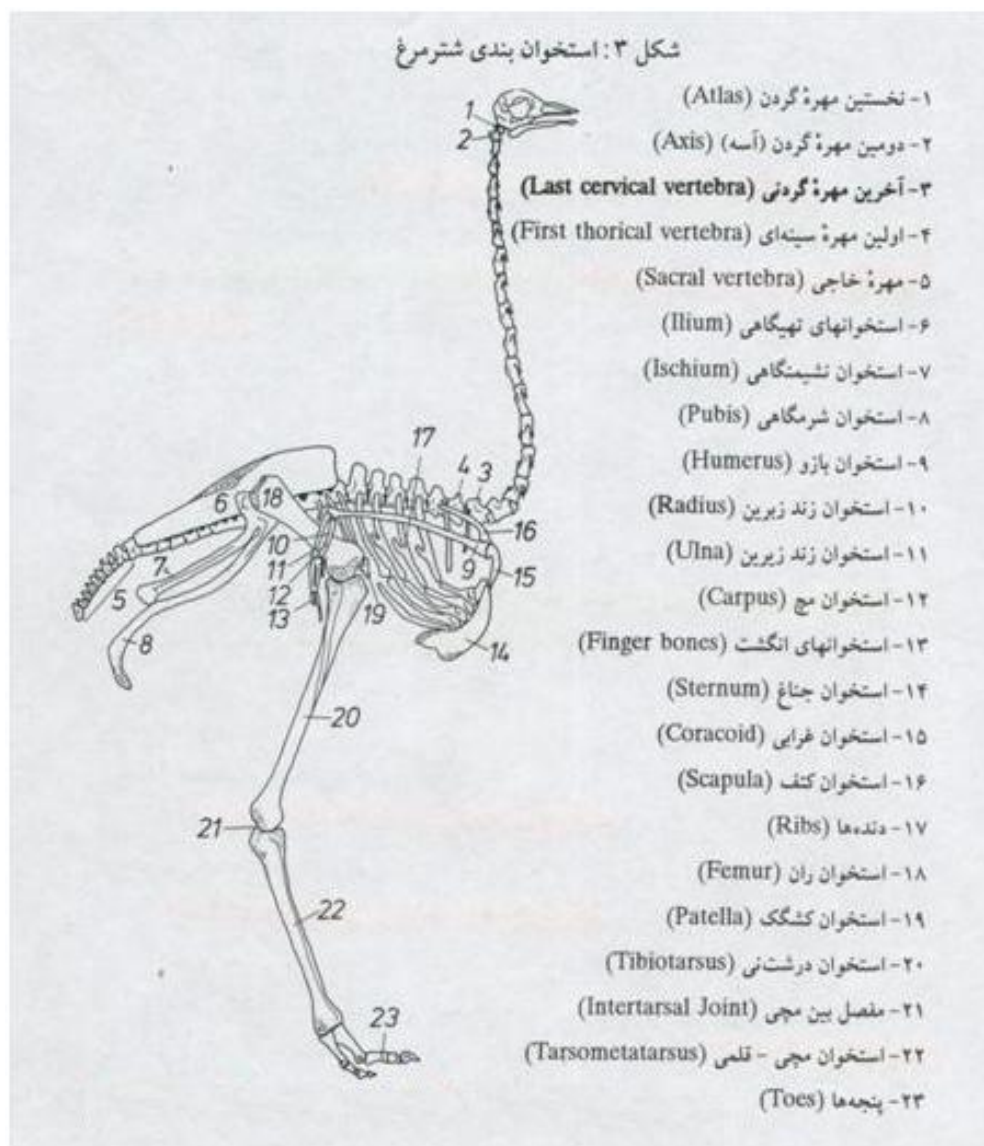 شکل ۳ : استخوان بندی شترمرغ
۱- نخستین مهرهٔ گردن (Atlas)
۲- دومین مهرهٔ گردن (آسه) (Axis)
۳- آخرین مهرهٔ گردنی (Last cervical vertebra)
۴- اولین مهرهٔ سینه‌ای (First thorical vertebra)
۵- مهرهٔ خاجی (Sacral vertebra)
۶- استخوانهای تهیگاهی (Ilium)
۷- استخوان نشیمنگاهی (Ischium)
۸- استخوان شرمگاهی (Pubis)
۹- استخوان بازو (Humerus)
۱۰- استخوان زند زبرین (Radius)
۱۱- استخوان زند زیرین (Ulna)
۱۲- استخوان مچ (Carpus)
۱۳- استخوانهای انگشت (Finger bones)
۱۴- استخوان جناغ (Sternum)
۱۵- استخوان غرابی (Coracoid)
۱۶- استخوان کتف (Scapula)
۱۷- دنده‌ها (Ribs)
۱۸- استخوان ران (Femur)
۱۹- استخوان کشگک (Patella)
۲۰- استخوان درشت‌نی (Tibiotarsus)
۲۱- مفصل بین مچی (Intertarsal Joint)
۲۲- استخوان مچی - قلمی (Tarsometatarsus)
۲۳- پنجه‌ها (Toes)
1
2
17
4
3
6
18
16
10
11
9
15
7
12
5
13
19
8
14
20
21
22
23